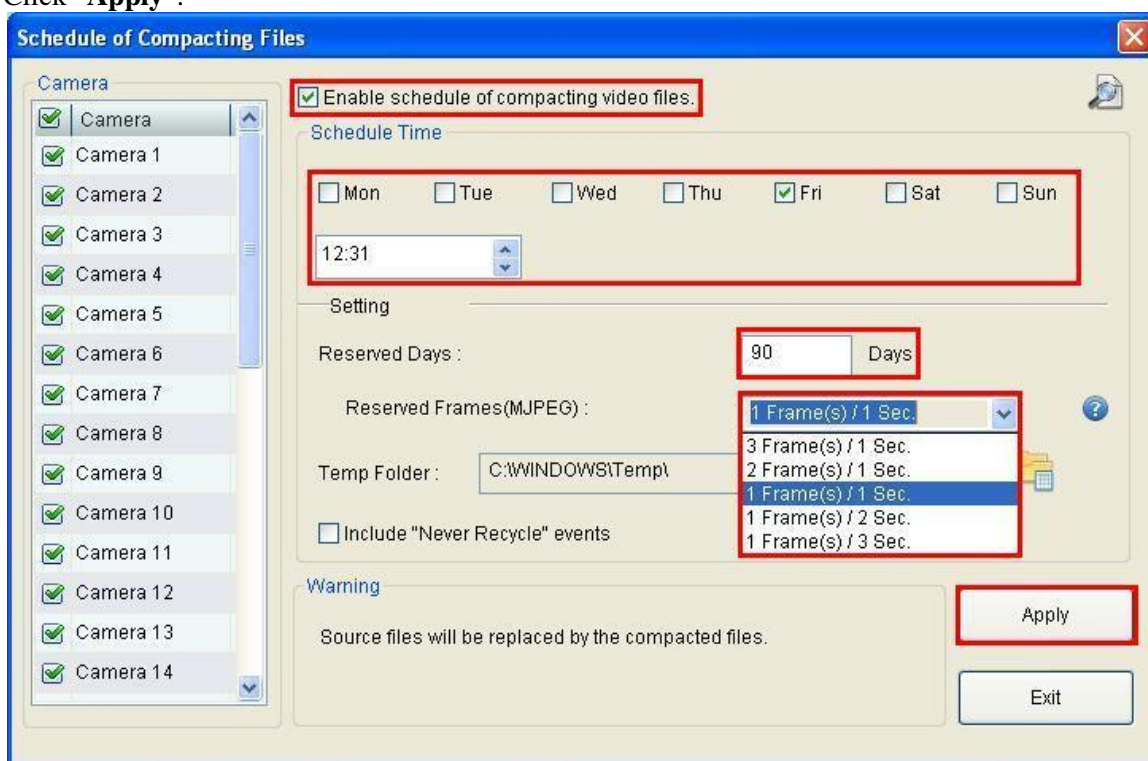 Click "Apply".
Schedule of Compacting Files
Camera
Camera
Camera 1
Camera 2
Camera 3
Camera 4
Camera 5
Camera 6
Camera 7
Camera 8
Camera 9
Camera 10
Camera 11
Camera 12
Camera 13
Camera 14
Enable schedule of compacting video files.
Schedule Time
Mon Tue Wed Thu Fri Sat Sun
12:31
Setting
Reserved Days : 90 Days
Reserved Frames(MJPEG) : 1 Frame(s) / 1 Sec.
3 Frame(s) / 1 Sec.
2 Frame(s) / 1 Sec.
1 Frame(s) / 1 Sec.
1 Frame(s) / 2 Sec.
1 Frame(s) / 3 Sec.
Temp Folder : C:\WINDOWS\Temp\
Include "Never Recycle" events
Warning
Source files will be replaced by the compacted files.
Apply
Exit